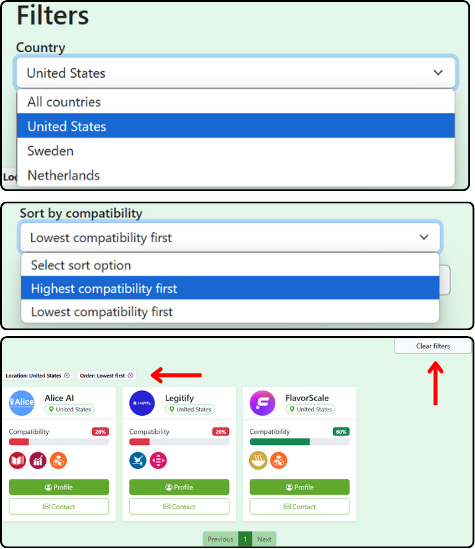 Filters
Country
United States
All countries
United States
Sweden
Netherlands
Lo
Sort by compatibility
Lowest compatibility first
Select sort option
Highest compatibility first
Lowest compatibility first
Clear filters
Location: United States
Order: Lowest first
Alice
Alice AI
United States
Legitify
Legitify
United States
FlavorScale
United States
Compatibility 20%
Compatibility 20%
Compatibility 60%
Profile
Profile
Profile
Contact
Contact
Contact
Previous 1 Next